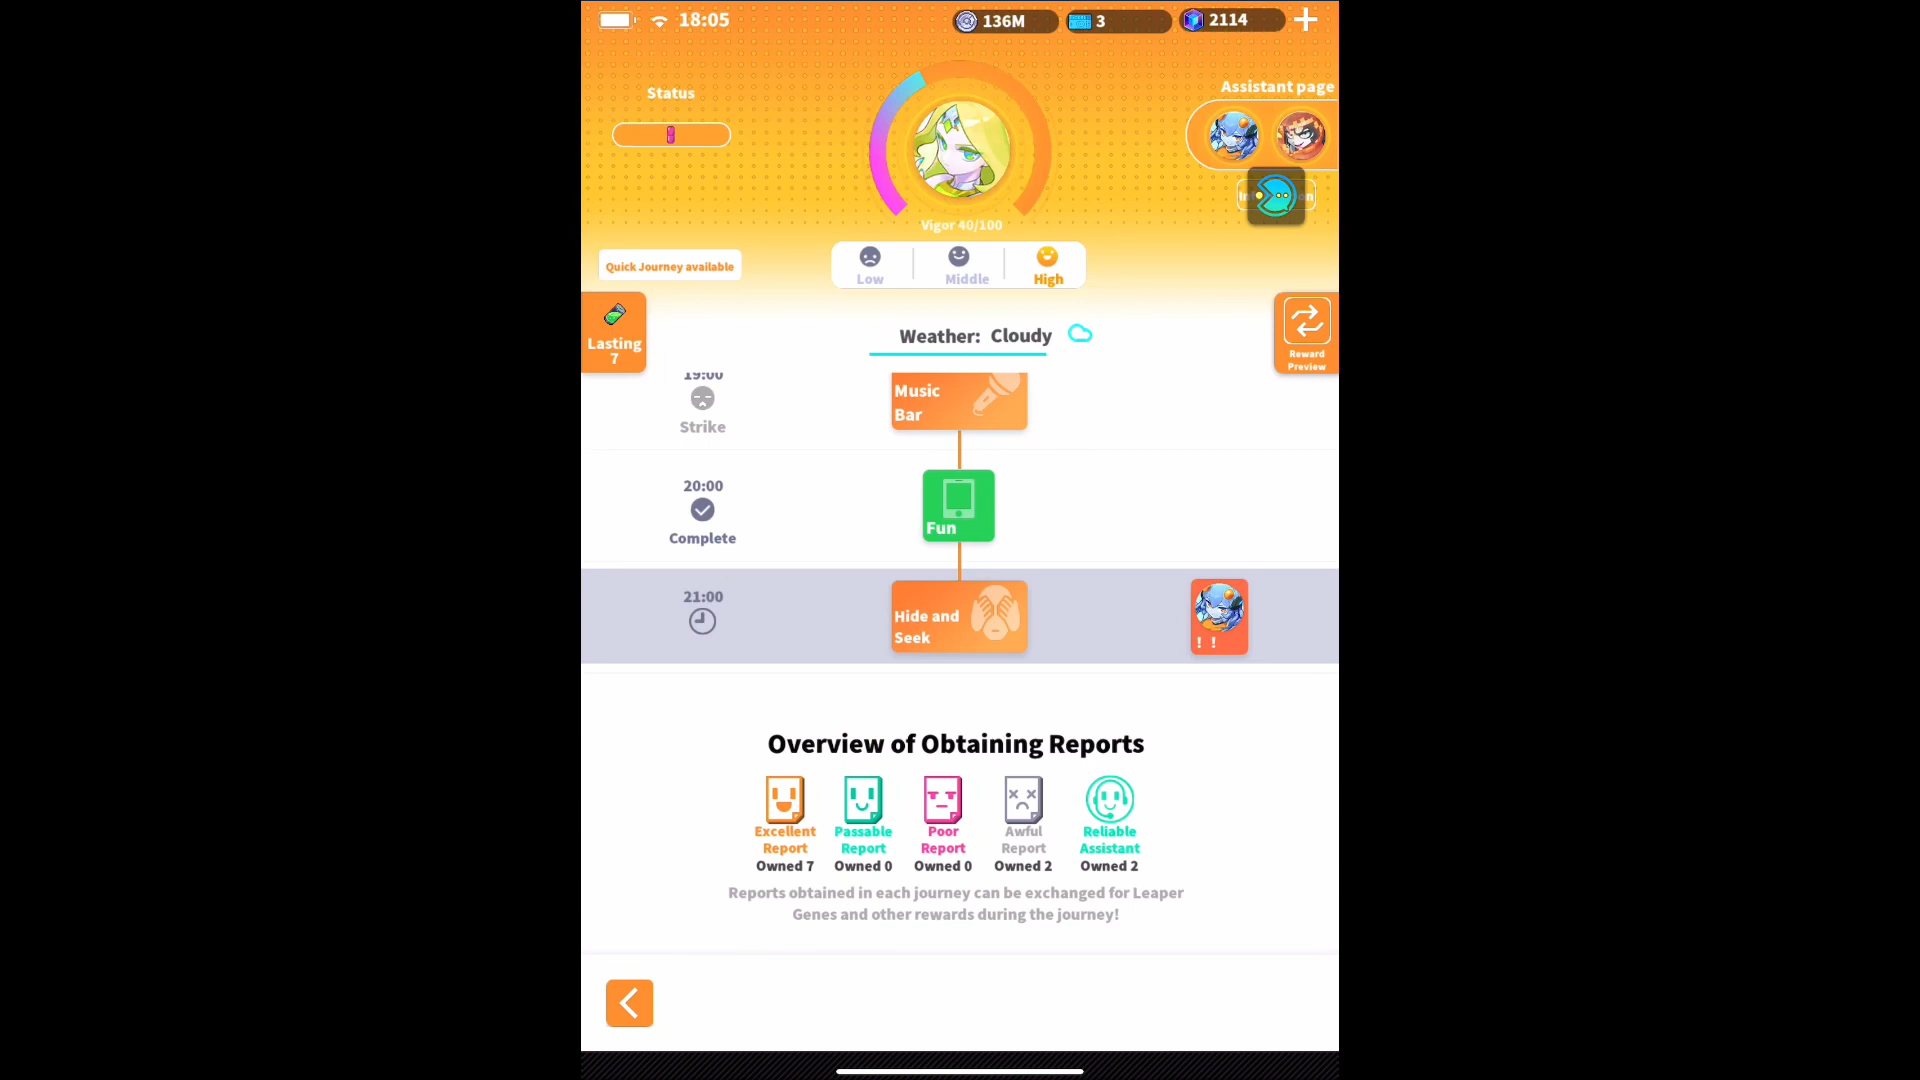 18:05
136M
3
2114
Status
Assistant page
Vigor 40/100
Quick Journey available
Low
Middle
High
Lasting
7
Weather: Cloudy
Reward
Preview
19:00
Strike
Music
Bar
20:00
Complete
Fun
21:00
Hide and
Seek
! !
Overview of Obtaining Reports
Excellent
Report
Owned 7
Passable
Report
Owned 0
Poor
Report
Owned 0
Awful
Report
Owned 2
Reliable
Assistant
Owned 2
Reports obtained in each journey can be exchanged for Leaper
Genes and other rewards during the journey!